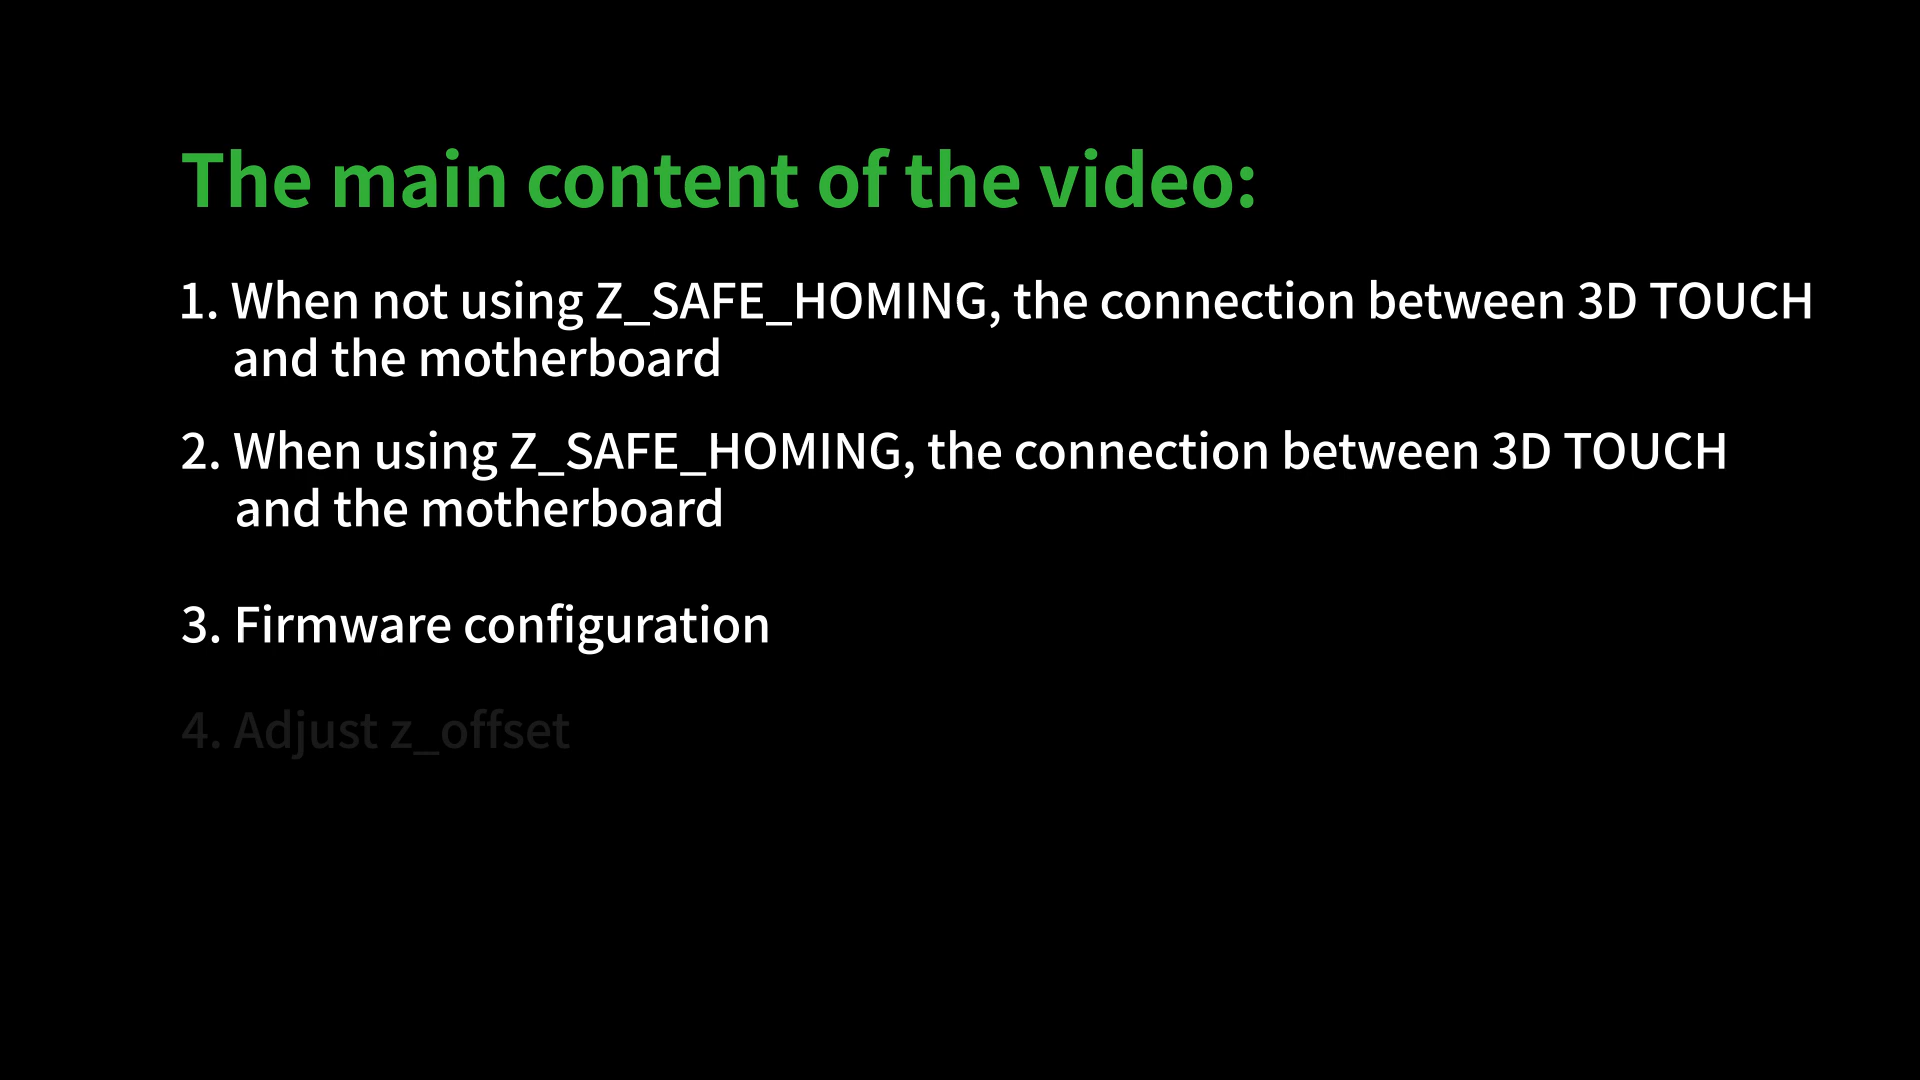 The main content of the video:
1. When not using Z_SAFE_HOMING, the connection between 3D TOUCH
and the motherboard
2. When using Z_SAFE_HOMING, the connection between 3D TOUCH
and the motherboard
3. Firmware configuration
4. Adjust z_offset